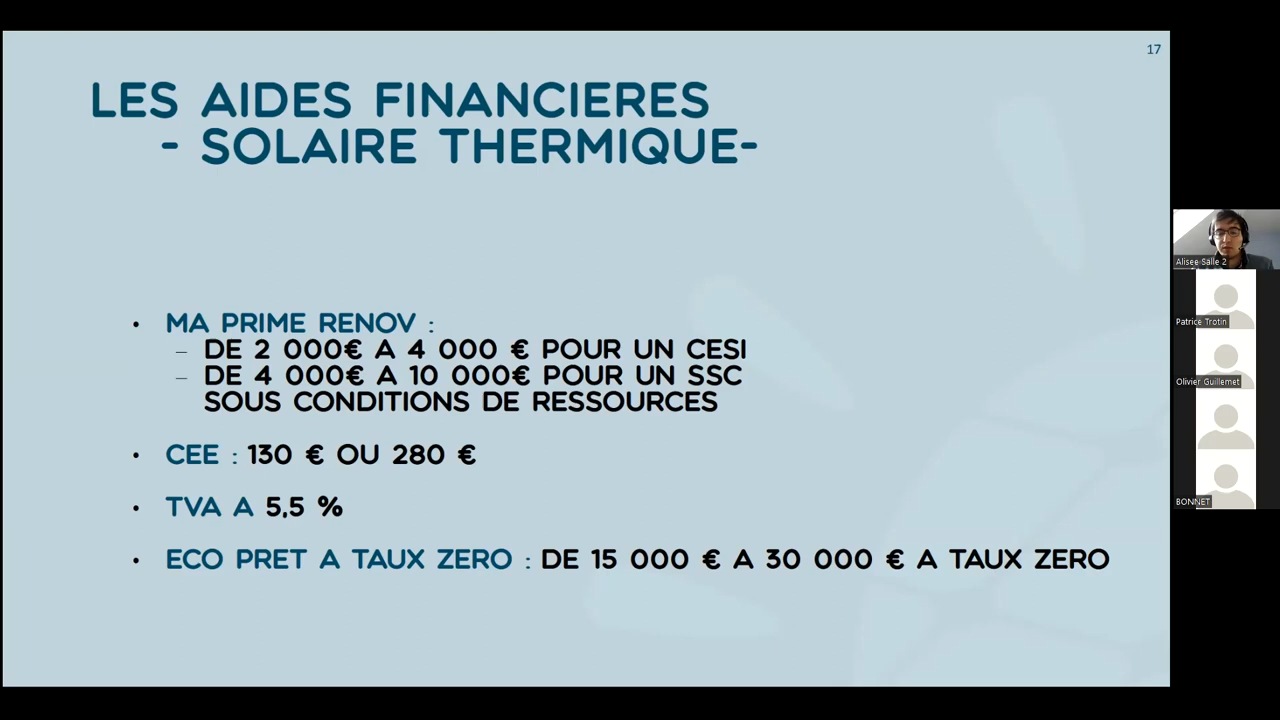 17
LES AIDES FINANCIERES
- SOLAIRE THERMIQUE-
• MA PRIME RENOV :
– DE 2 000€ A 4 000 € POUR UN CESI
– DE 4 000€ A 10 000€ POUR UN SSC
SOUS CONDITIONS DE RESSOURCES
• CEE : 130 € OU 280 €
• TVA A 5,5 %
• ECO PRET A TAUX ZERO : DE 15 000 € A 30 000 € A TAUX ZERO
Alisee Salle 2
Patrice Trotin
Olivier Guillemet
BONNET